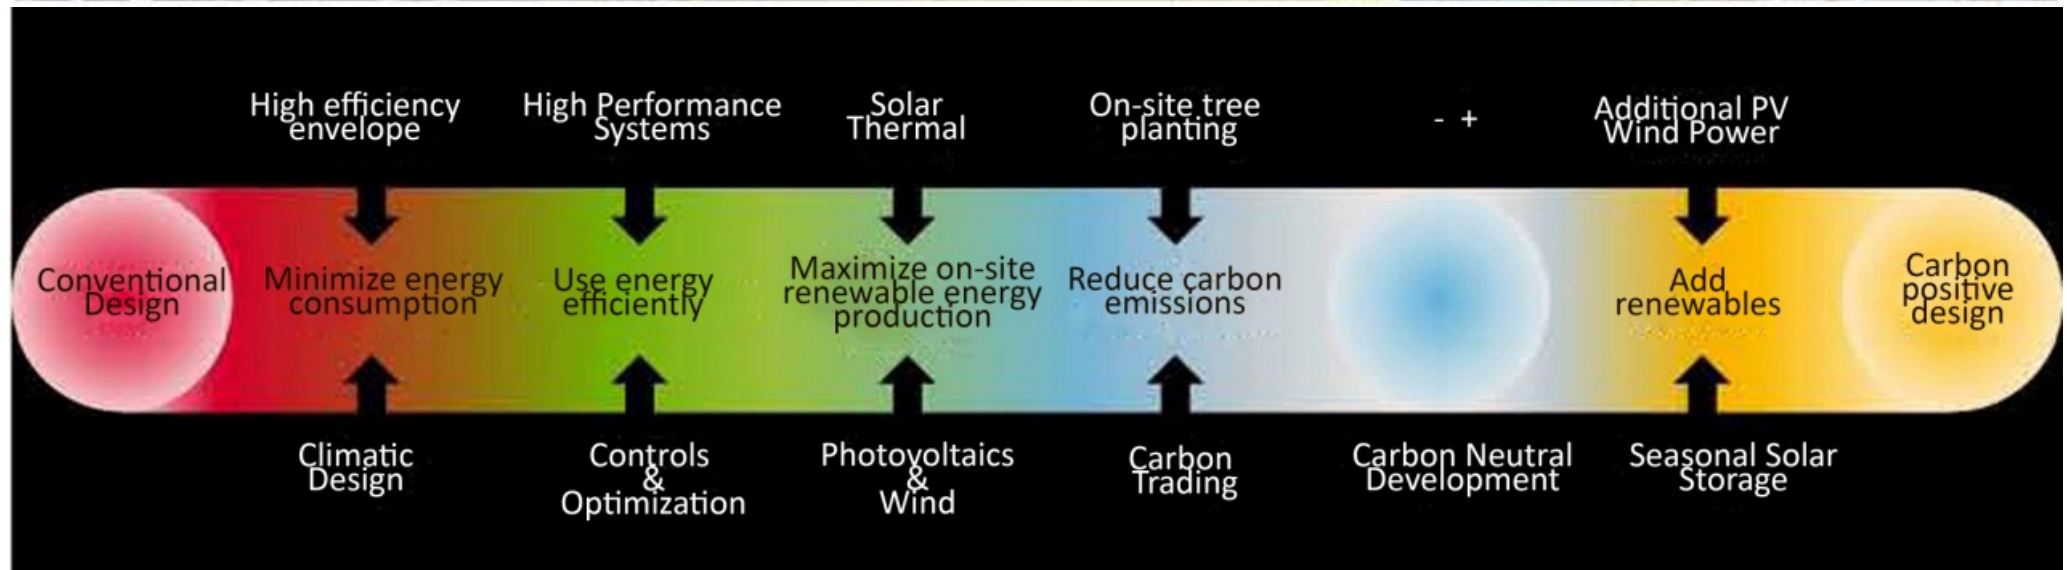 High efficiency
envelope
High Performance
Systems
Solar
Thermal
On-site tree
planting
- +
Additional PV
Wind Power
Conventional
Design
Minimize energy
consumption
Use energy
efficiently
Maximize on-site
renewable energy
production
Reduce carbon
emissions
Add
renewables
Carbon
positive
design
Climatic
Design
Controls
&
Optimization
Photovoltaics
&
Wind
Carbon
Trading
Carbon Neutral
Development
Seasonal Solar
Storage